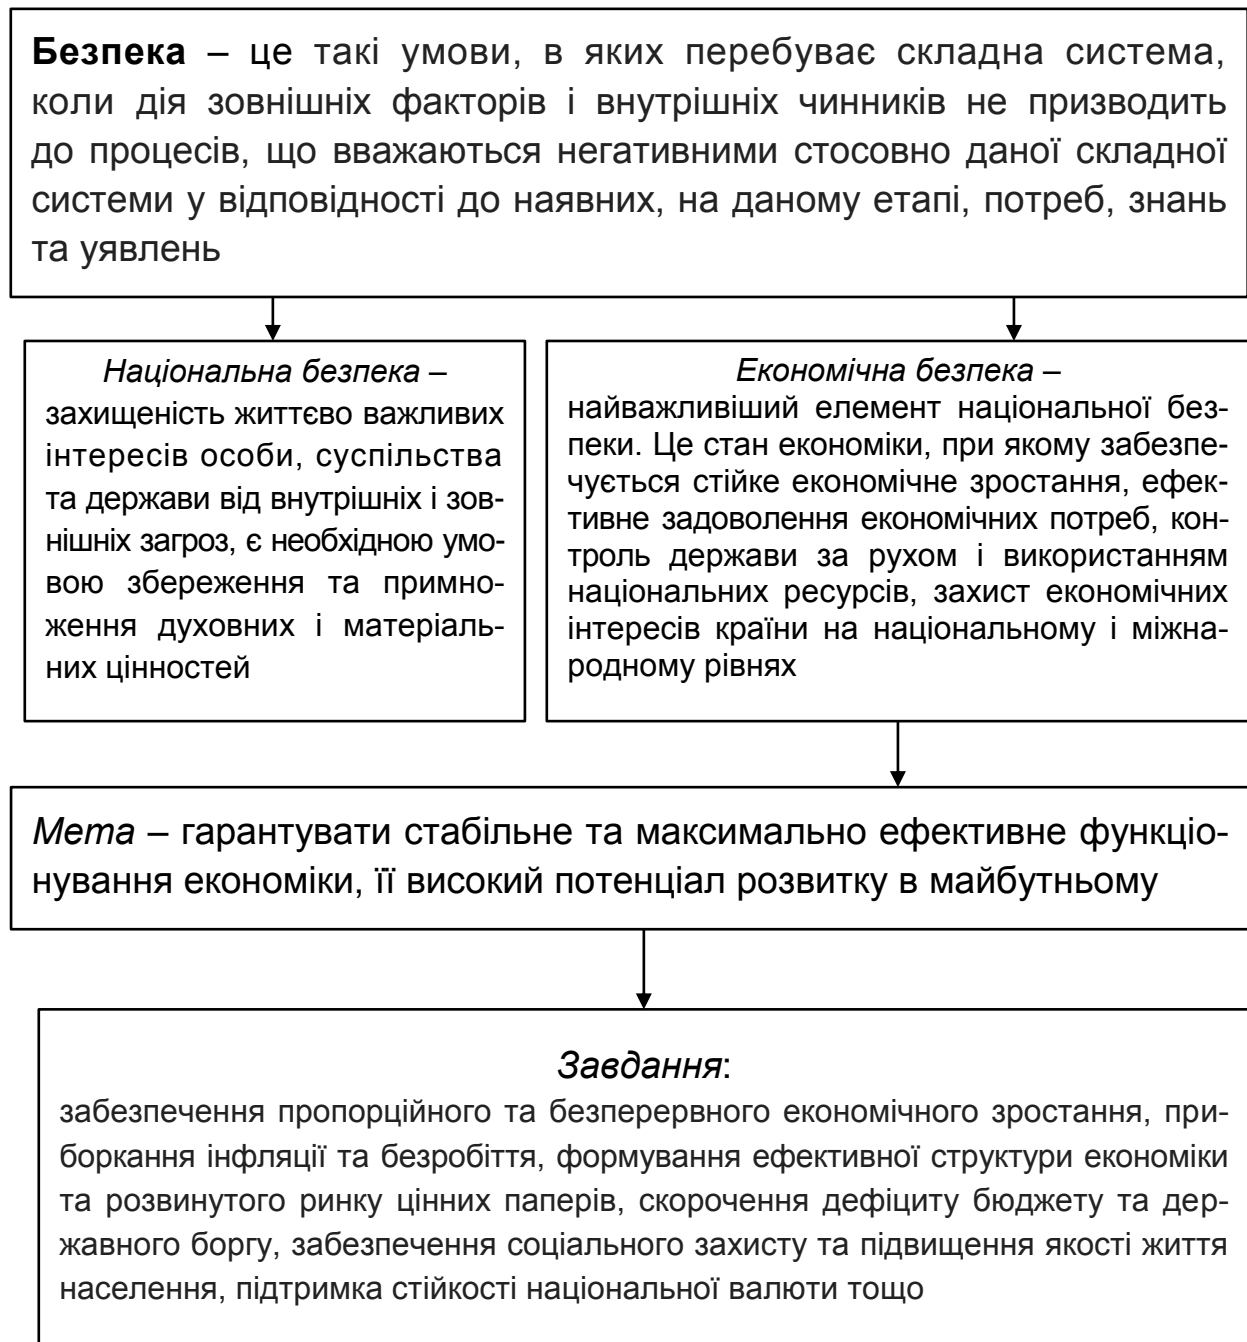 Безпека – це такі умови, в яких перебуває складна система,
коли дія зовнішніх факторів і внутрішніх чинників не призводить
до процесів, що вважаються негативними стосовно даної складної
системи у відповідності до наявних, на даному етапі, потреб, знань
та уявлень
Національна безпека –
захищеність життєво важливих
інтересів особи, суспільства
та держави від внутрішніх і зов-
нішніх загроз, є необхідною умо-
вою збереження та примно-
ження духовних і матеріаль-
них цінностей
Економічна безпека –
найважливіший елемент національної без-
пеки. Це стан економіки, при якому забезпе-
чується стійке економічне зростання, ефек-
тивне задоволення економічних потреб, кон-
троль держави за рухом і використанням
національних ресурсів, захист економічних
інтересів країни на національному і міжна-
родному рівнях
Мета – гарантувати стабільне та максимально ефективне функціо-
нування економіки, її високий потенціал розвитку в майбутньому
Завдання:
забезпечення пропорційного та безперервного економічного зростання, при-
боркання інфляції та безробіття, формування ефективної структури економіки
та розвинутого ринку цінних паперів, скорочення дефіциту бюджету та дер-
жавного боргу, забезпечення соціального захисту та підвищення якості життя
населення, підтримка стійкості національної валюти тощо